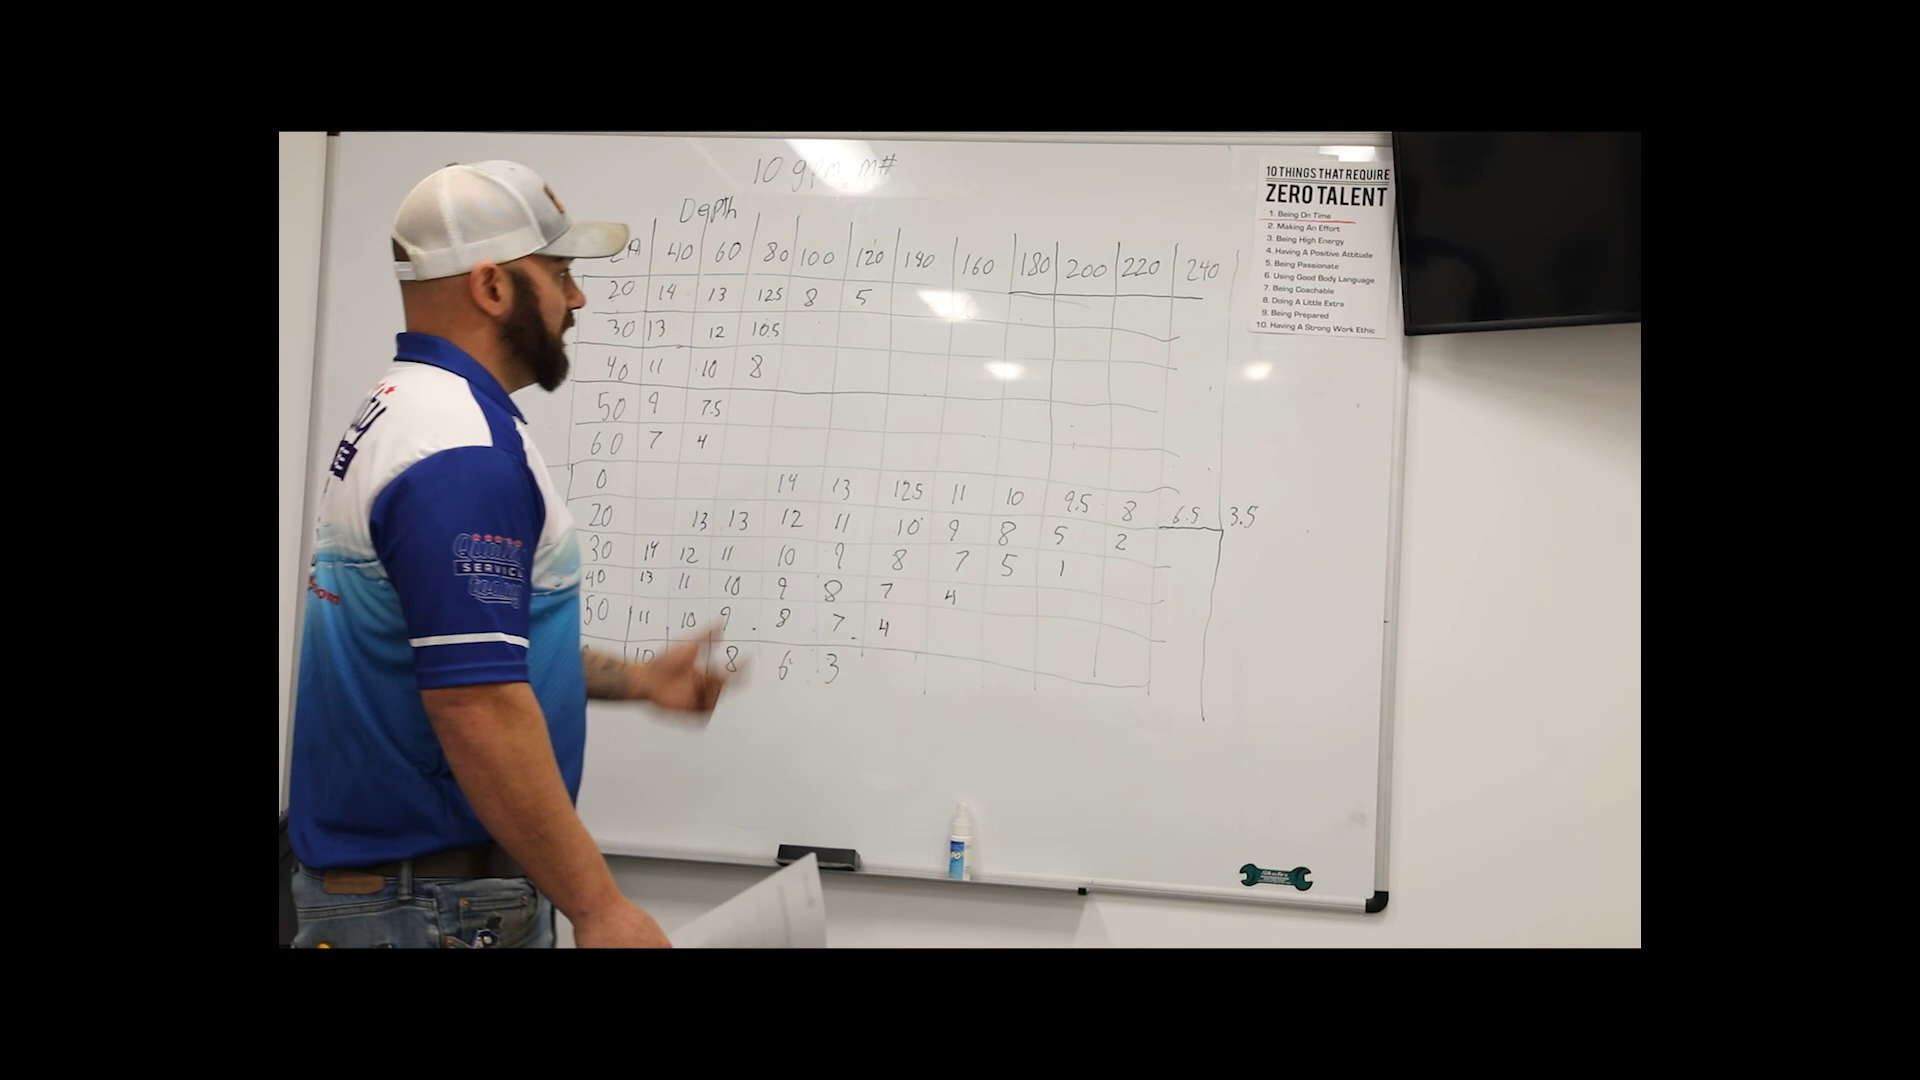 10 gpm m#
Depth
40 60 80 100 120 140 160 180 200 220 240
20 14 13 12.5 8 5
30 13 12 10.5
40 11 10 8
50 9 7.5
60 7 4
0 14 13 12.5 11 10 9.5 8 6.5 3.5
20 13 13 12 11 10 9 8 5 2
30 14 12 11 10 9 8 7 5 1
40 13 11 10 9 8 7 4
50 11 10 9 8 7 4
10 8 6 3
10 THINGS THAT REQUIRE
ZERO TALENT
1. Being On Time
2. Making An Effort
3. Being High Energy
4. Having A Positive Attitude
5. Being Passionate
6. Using Good Body Language
7. Being Coachable
8. Doing A Little Extra
9. Being Prepared
10. Having A Strong Work Ethic
Quality
SERVICE